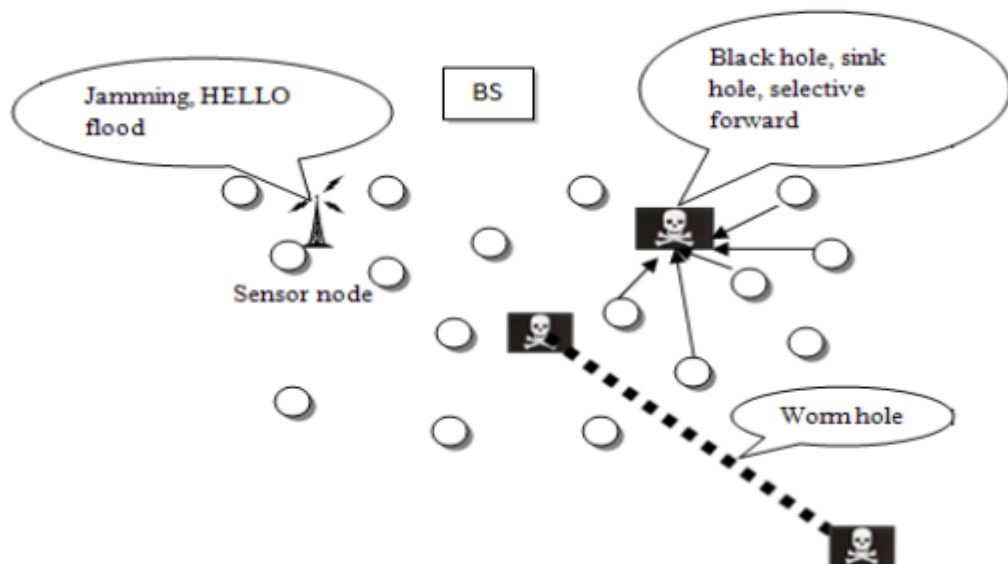 Jamming, HELLO
flood
BS
Black hole, sink
hole, selective
forward
Sensor node
Worm hole